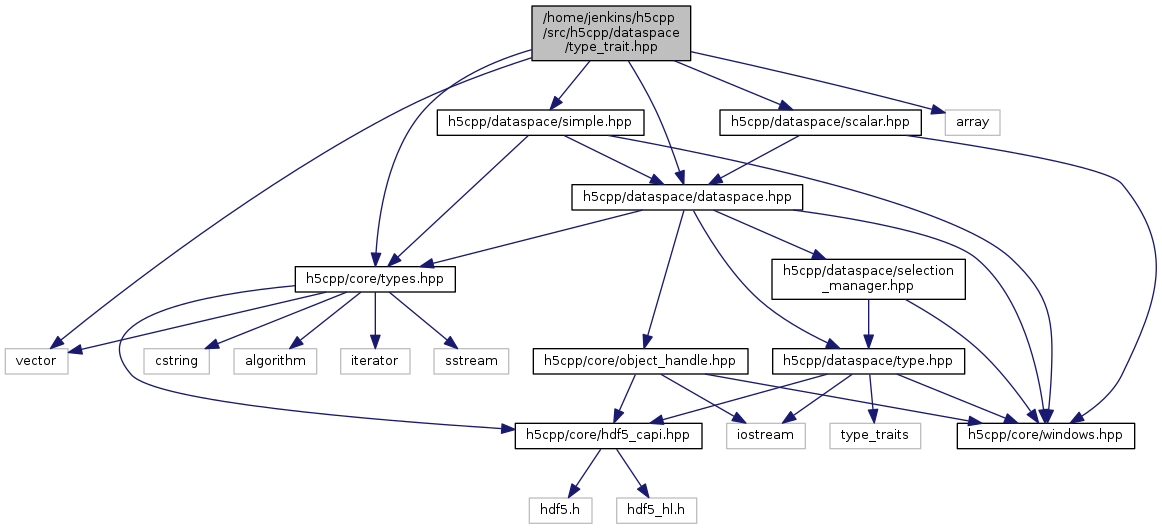 /home/jenkins/h5cpp
/src/h5cpp/dataspace
/type_trait.hpp
h5cpp/dataspace/simple.hpp
h5cpp/dataspace/scalar.hpp
array
h5cpp/dataspace/dataspace.hpp
h5cpp/core/types.hpp
h5cpp/dataspace/selection
_manager.hpp
vector
cstring
algorithm
iterator
sstream
h5cpp/core/object_handle.hpp
h5cpp/dataspace/type.hpp
h5cpp/core/hdf5_capi.hpp
iostream
type_traits
h5cpp/core/windows.hpp
hdf5.h
hdf5_hl.h